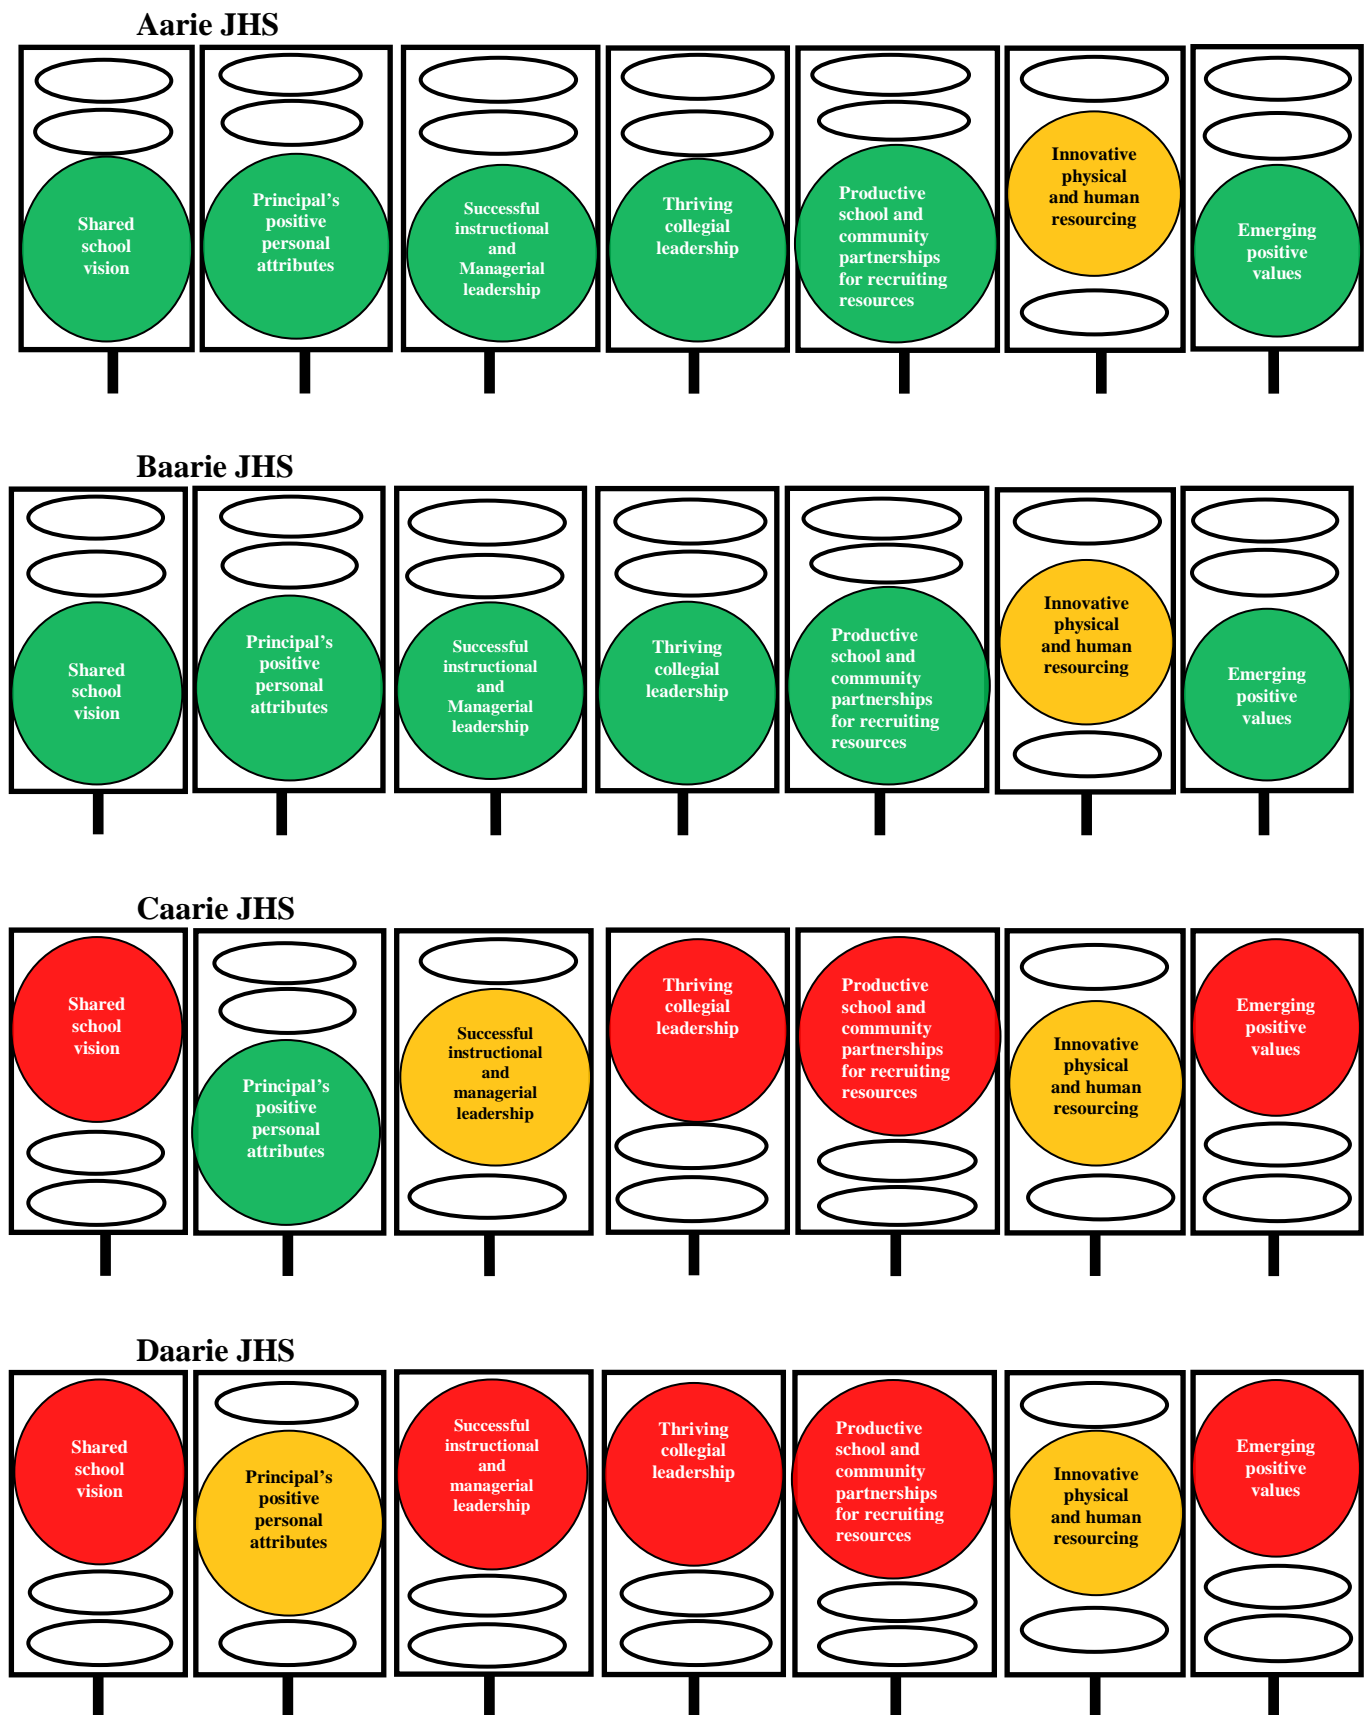 Aarie JHS
Shared
school
vision
Principal’s
positive
personal
attributes
Successful
instructional
and
Managerial
leadership
Thriving
collegial
leadership
Productive
school and
community
partnerships
for recruiting
resources
Innovative
physical
and human
resourcing
Emerging
positive
values
Baarie JHS
Shared
school
vision
Principal’s
positive
personal
attributes
Successful
instructional
and
Managerial
leadership
Thriving
collegial
leadership
Productive
school and
community
partnerships
for recruiting
resources
Innovative
physical
and human
resourcing
Emerging
positive
values
Caarie JHS
Shared
school
vision
Principal’s
positive
personal
attributes
Successful
instructional
and
managerial
leadership
Thriving
collegial
leadership
Productive
school and
community
partnerships
for recruiting
resources
Innovative
physical
and human
resourcing
Emerging
positive
values
Daarie JHS
Shared
school
vision
Principal’s
positive
personal
attributes
Successful
instructional
and
managerial
leadership
Thriving
collegial
leadership
Productive
school and
community
partnerships
for recruiting
resources
Innovative
physical
and human
resourcing
Emerging
positive
values